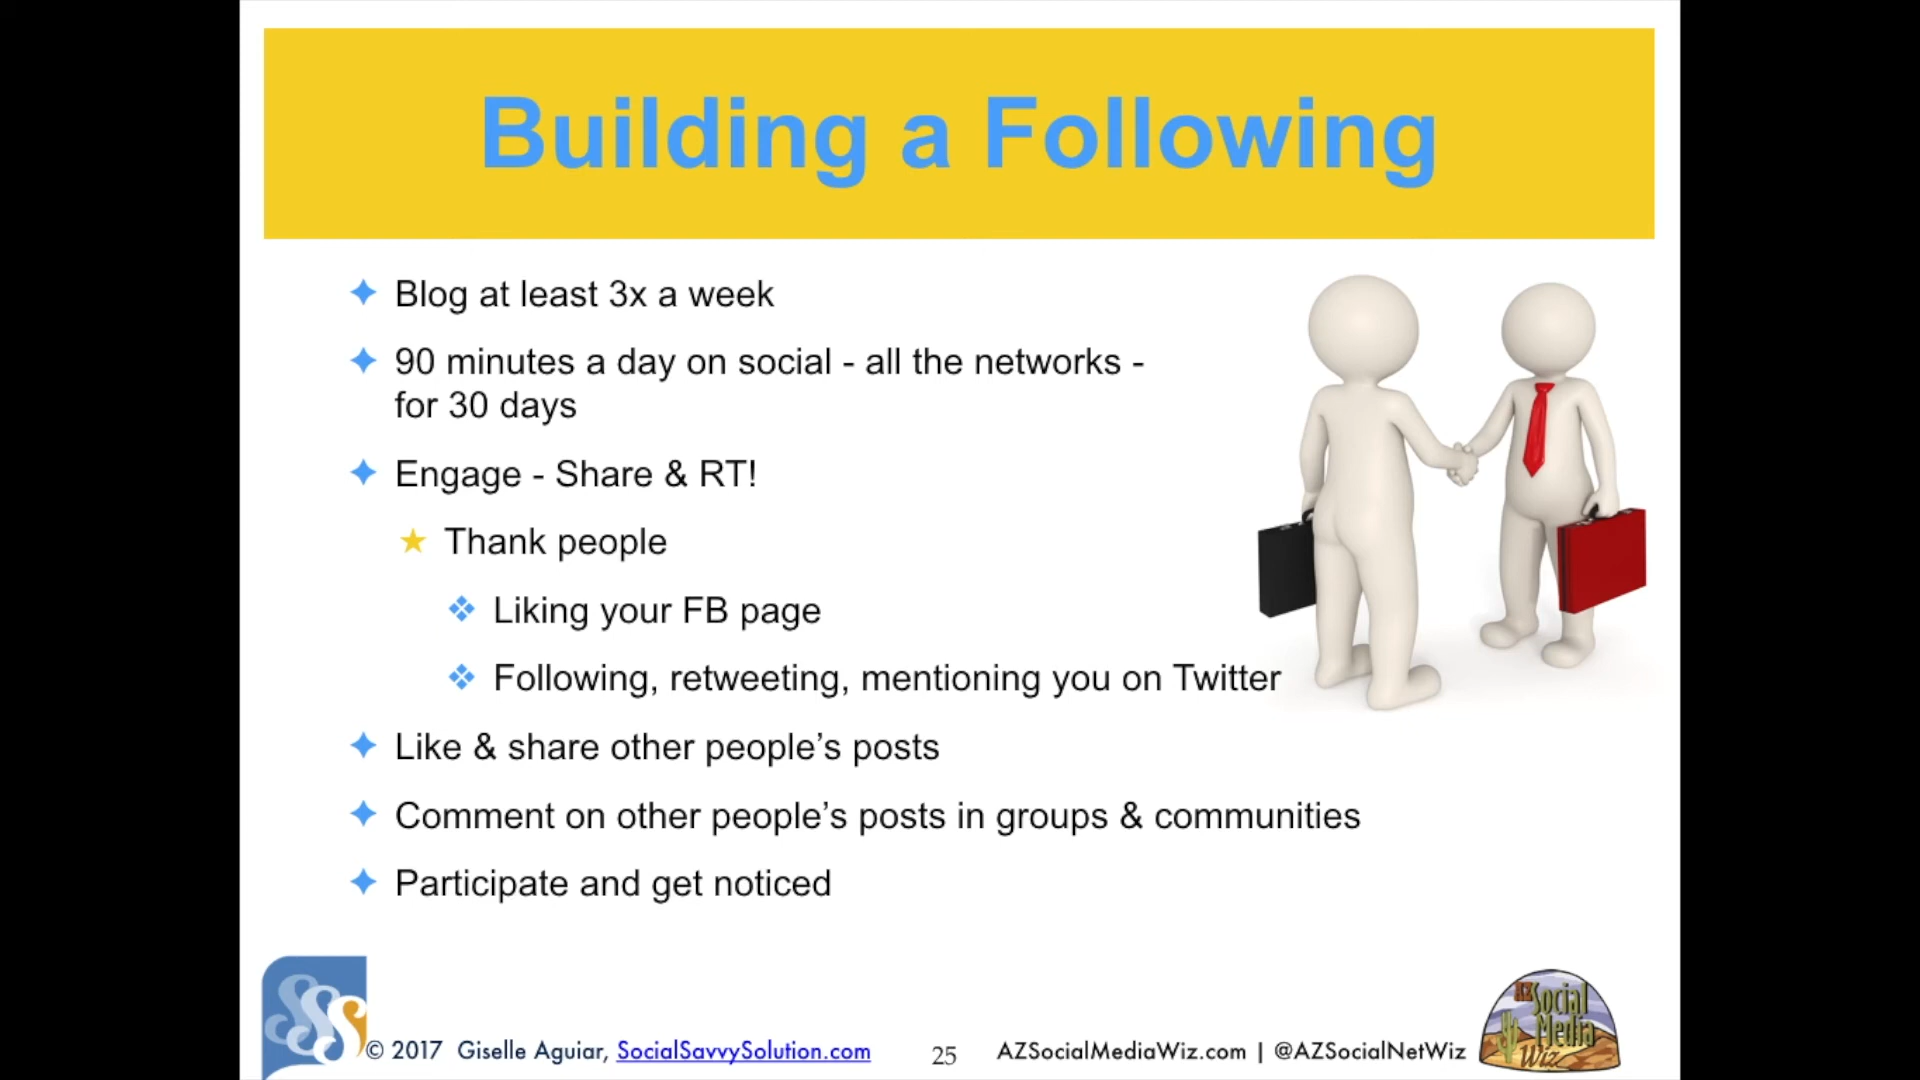 Building a Following
Blog at least 3x a week
90 minutes a day on social - all the networks -
for 30 days
Engage - Share & RT!
Thank people
Liking your FB page
Following, retweeting, mentioning you on Twitter
Like & share other people’s posts
Comment on other people’s posts in groups & communities
Participate and get noticed
SSS
© 2017 Giselle Aguiar, SocialSavvySolution.com
25
AZSocialMediaWiz.com | @AZSocialNetWiz
AZ Social
Media
Wiz